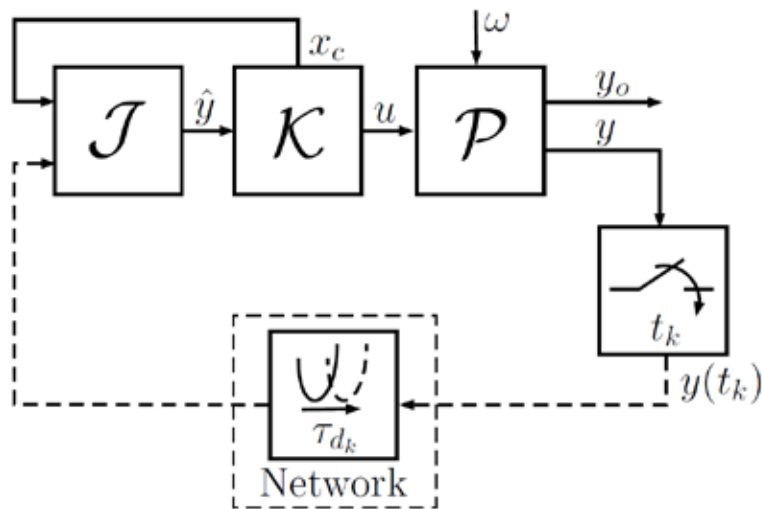 ω
x_c
y_o
𝒥
ŷ
𝒦
u
𝒫
y
t_k
y(t_k)
τ_{d_k}
Network